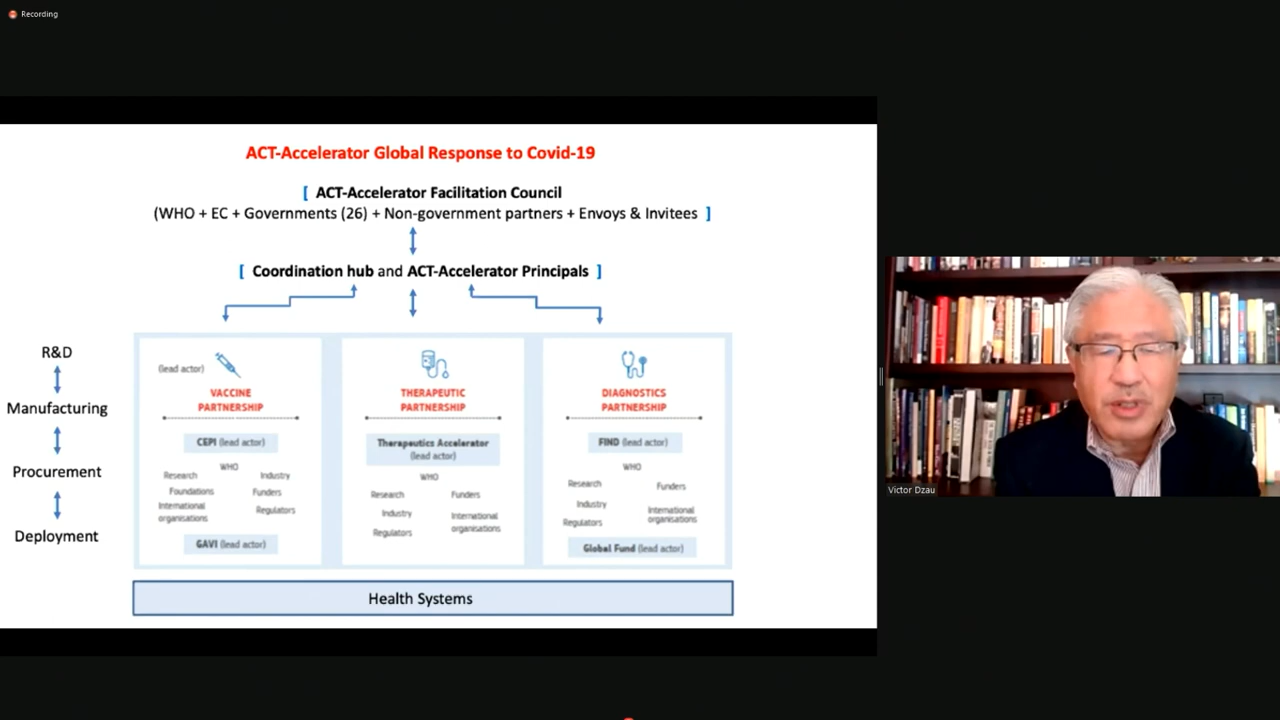 Recording
ACT-Accelerator Global Response to Covid-19
[ ACT-Accelerator Facilitation Council
(WHO + EC + Governments (26) + Non-government partners + Envoys & Invitees ]
[ Coordination hub and ACT-Accelerator Principals ]
R&D
Manufacturing
Procurement
Deployment
(lead actor)
VACCINE
PARTNERSHIP
CEPI (lead actor)
WHO
Research
Industry
Foundations
Funders
International
organisations
Regulators
GAVI (lead actor)
THERAPEUTIC
PARTNERSHIP
Therapeutics Accelerator
(lead actor)
WHO
Research
Funders
Industry
International
organisations
Regulators
DIAGNOSTICS
PARTNERSHIP
FIND (lead actor)
WHO
Research
Funders
Industry
International
organisations
Regulators
Global Fund (lead actor)
Health Systems
Victor Dzau